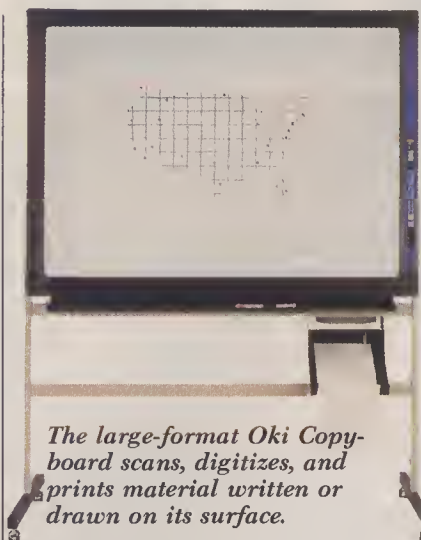 The large-format Oki Copy-
board scans, digitizes, and
prints material written or
drawn on its surface.